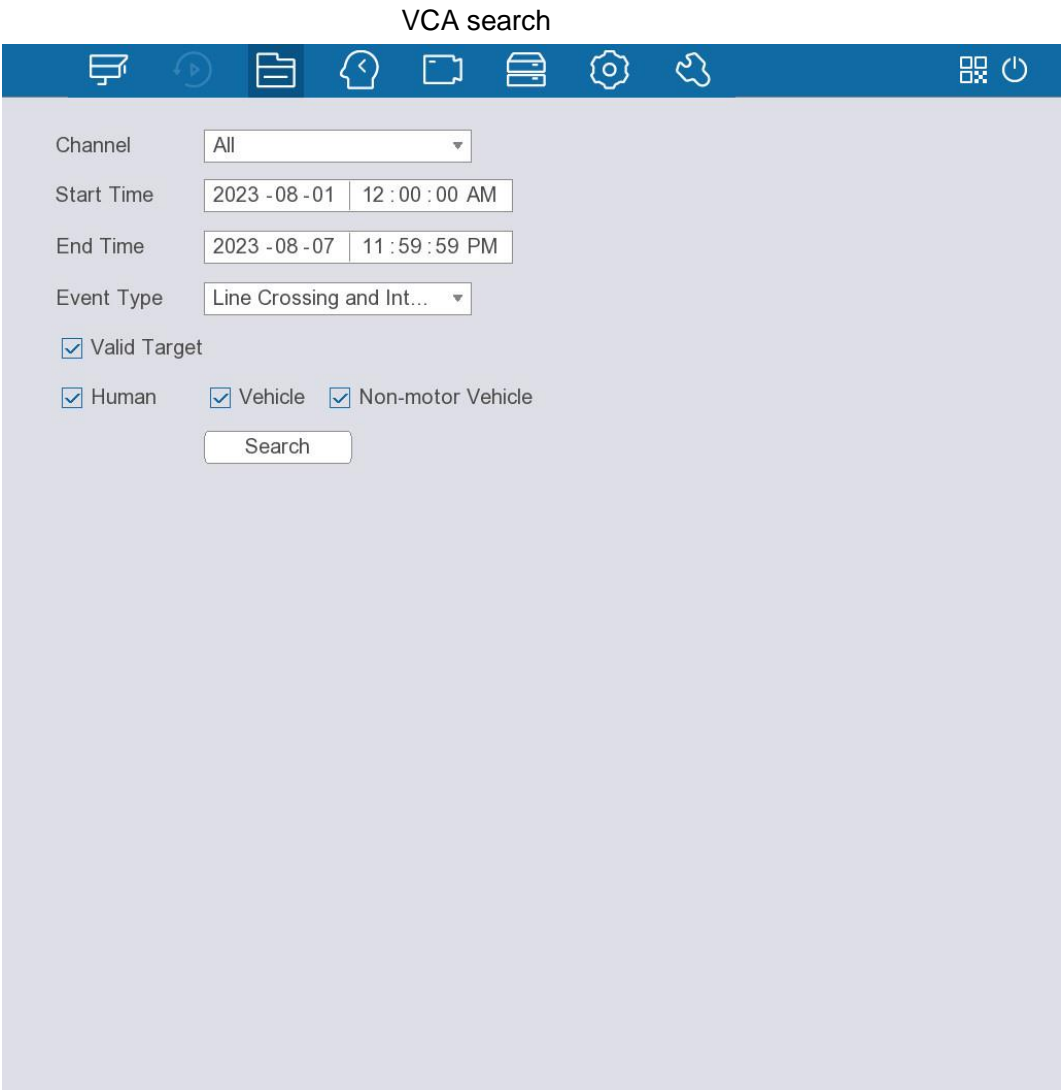 VCA search
Channel All
Start Time 2023 -08 -01 12 : 00 : 00 AM
End Time 2023 -08 -07 11 : 59 : 59 PM
Event Type Line Crossing and Int...
Valid Target
Human Vehicle Non-motor Vehicle
Search